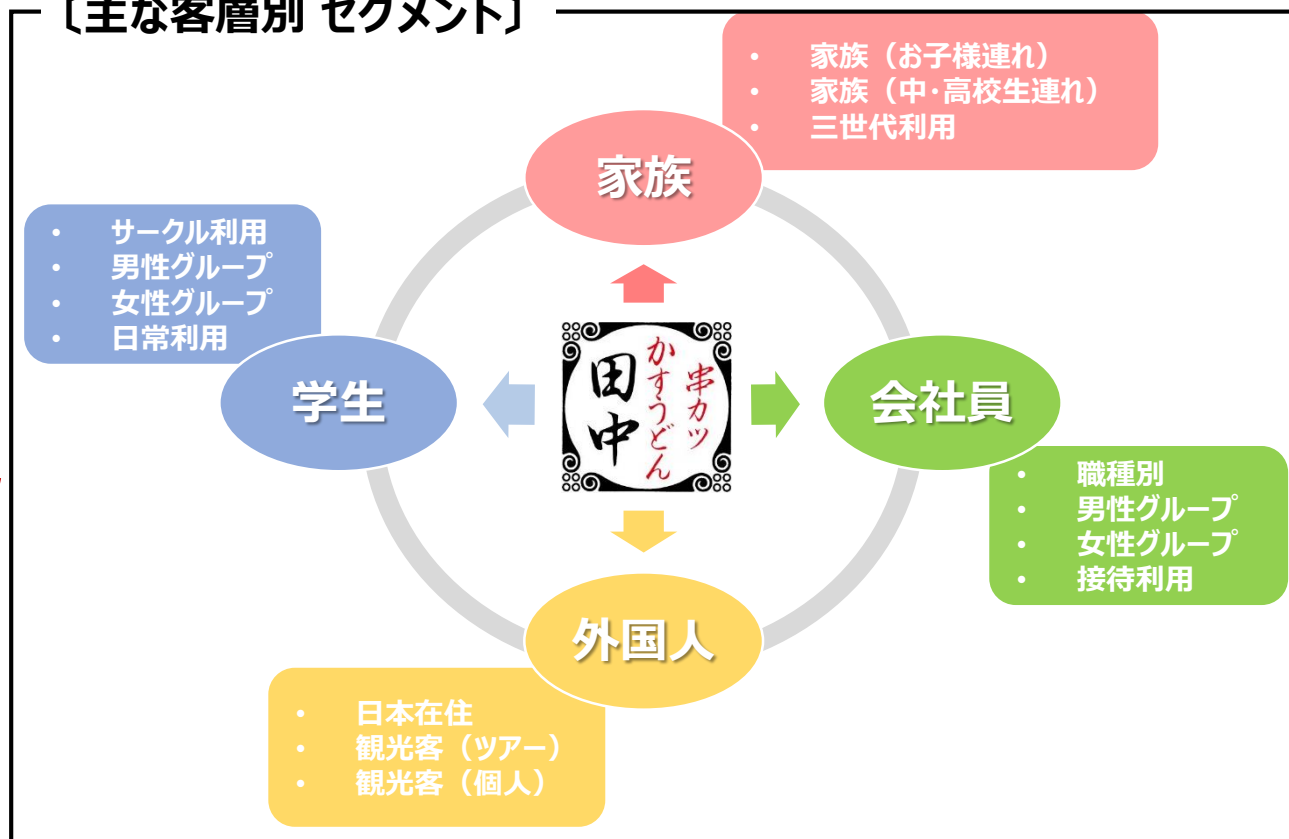 〔主な客層別 セグメント〕
• 家族（お子様連れ）
• 家族（中・高校生連れ）
• 三世代利用
家族
• サークル利用
• 男性グループ
• 女性グループ
• 日常利用
学生
串カツ
かすうどん
田中
会社員
• 職種別
• 男性グループ
• 女性グループ
• 接待利用
外国人
• 日本在住
• 観光客（ツアー）
• 観光客（個人）